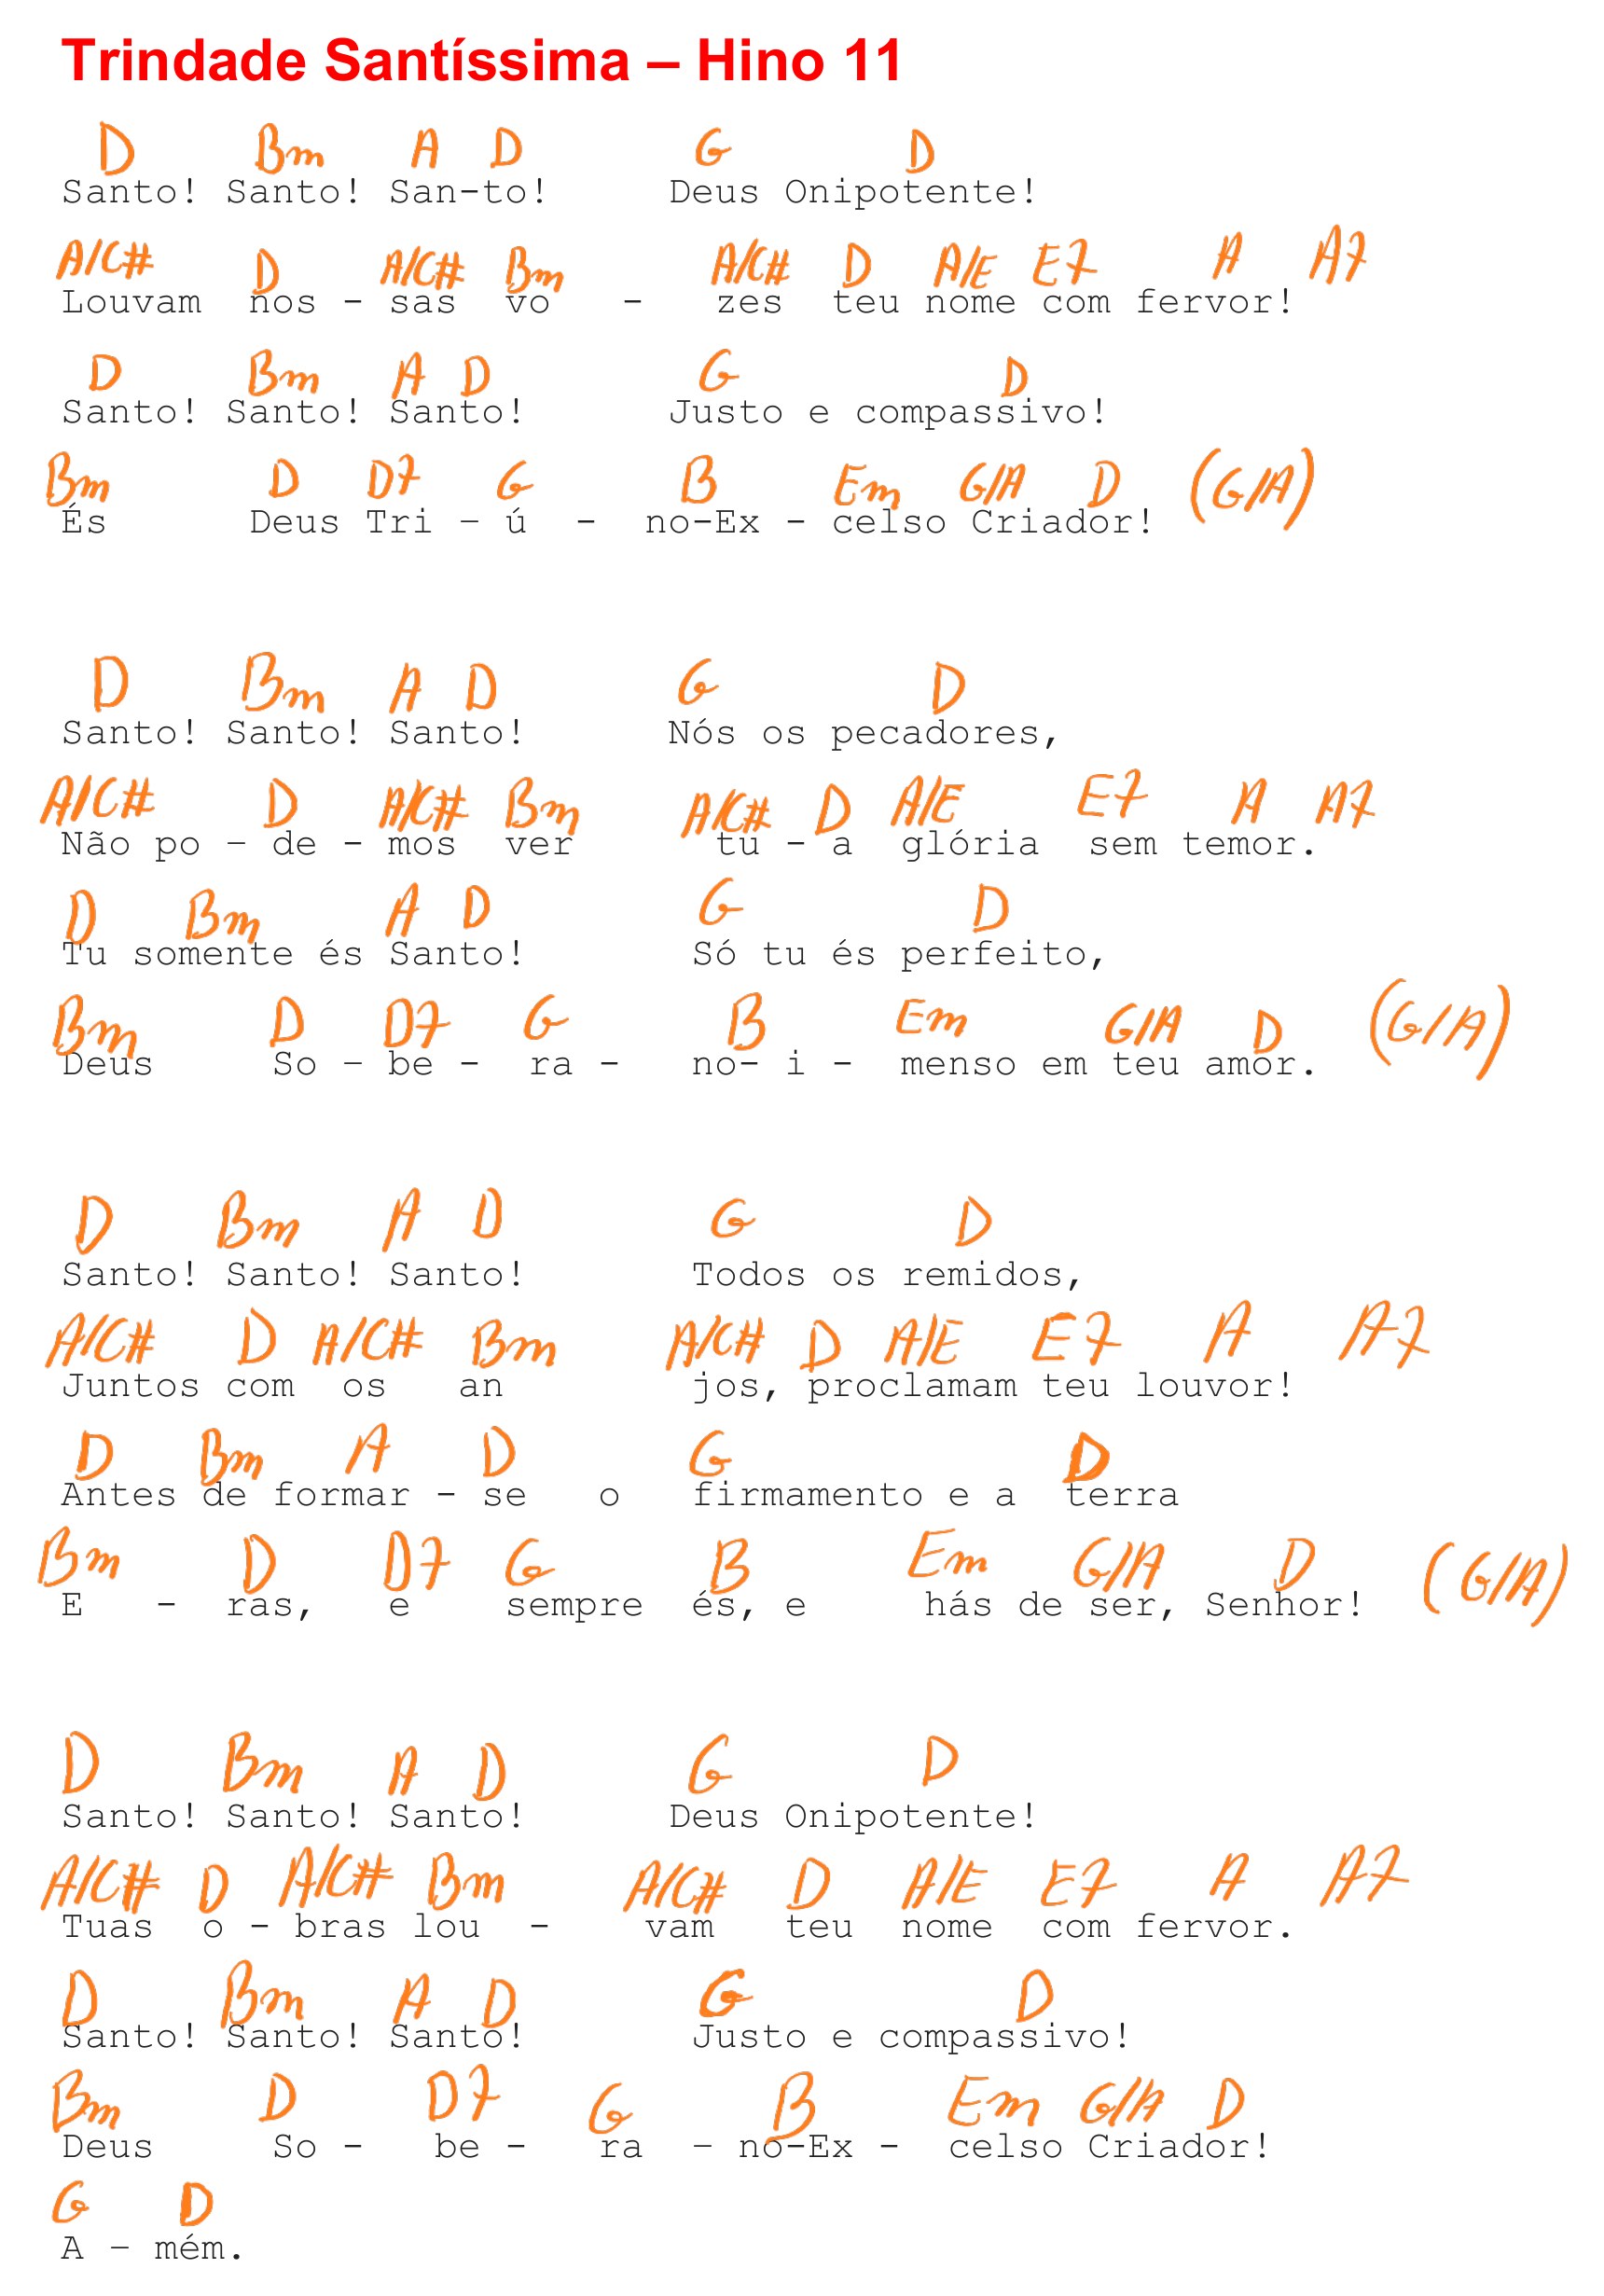 Trindade Santíssima – Hino 11
D Bm A D G D
Santo! Santo! San-to! Deus Onipotente!
A/C# D A/C# Bm A/C# D A/E E7 A A7
Louvam nos - sas vo - zes teu nome com fervor!
D Bm A D G D
Santo! Santo! Santo! Justo e compassivo!
Bm D D7 G B Em G/A D (G/A)
És Deus Tri – ú - no-Ex - celso Criador!
D Bm A D G D
Santo! Santo! Santo! Nós os pecadores,
A/C# D A/C# Bm A/C# D A/E E7 A A7
Não po – de - mos ver tu - a glória sem temor.
D Bm A D G D
Tu somente és Santo! Só tu és perfeito,
Bm D D7 G B Em G/A D (G/A)
Deus So – be - ra - no- i - menso em teu amor.
D Bm A D G D
Santo! Santo! Santo! Todos os remidos,
A/C# D A/C# Bm A/C# D A/E E7 A A7
Juntos com os an jos, proclamam teu louvor!
D Bm A D G D
Antes de formar - se o firmamento e a terra
Bm D D7 G B Em G/A D (G/A)
E - ras, e sempre és, e hás de ser, Senhor!
D Bm A D G D
Santo! Santo! Santo! Deus Onipotente!
A/C# D A/C# Bm A/C# D A/E E7 A A7
Tuas o - bras lou - vam teu nome com fervor.
D Bm A D G D
Santo! Santo! Santo! Justo e compassivo!
Bm D D7 G B Em G/A D
Deus So - be - ra – no-Ex - celso Criador!
G D
A – mém.